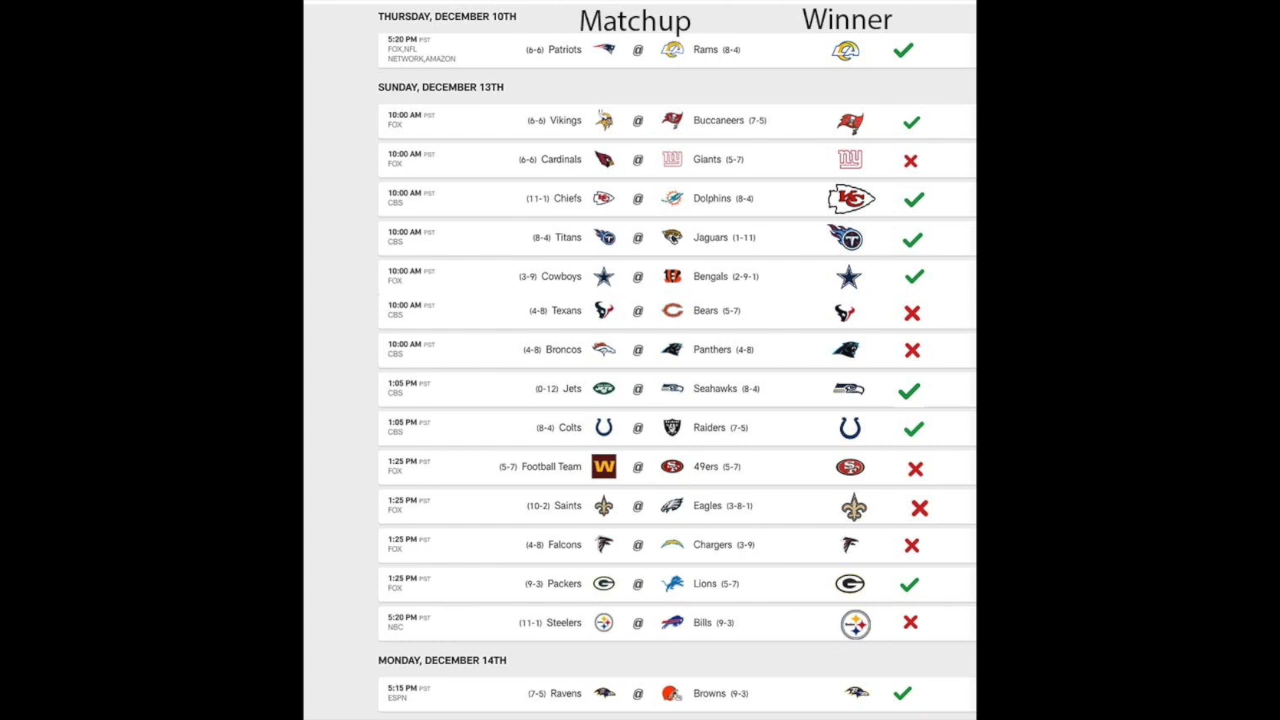 THURSDAY, DECEMBER 10TH Matchup Winner
5:20 PM PST
FOX,NFL
NETWORK,AMAZON
(6-6) Patriots @ Rams (8-4)
SUNDAY, DECEMBER 13TH
10:00 AM PST
FOX
(6-6) Vikings @ Buccaneers (7-5)
10:00 AM PST
FOX
(6-6) Cardinals @ ny Giants (5-7) ny
10:00 AM PST
CBS
(11-1) Chiefs KC @ Dolphins (8-4) KC
10:00 AM PST
CBS
(8-4) Titans T @ Jaguars (1-11) T
10:00 AM PST
FOX
(3-9) Cowboys @ B Bengals (2-9-1)
10:00 AM PST
CBS
(4-8) Texans @ C Bears (5-7)
10:00 AM PST
CBS
(4-8) Broncos @ Panthers (4-8)
1:05 PM PST
CBS
(0-12) Jets JETS @ Seahawks (8-4)
1:05 PM PST
CBS
(8-4) Colts @ Raiders (7-5)
1:25 PM PST
FOX
(5-7) Football Team W @ SF 49ers (5-7) SF
1:25 PM PST
FOX
(10-2) Saints @ Eagles (3-8-1)
1:25 PM PST
FOX
(4-8) Falcons @ Chargers (3-9)
1:25 PM PST
FOX
(9-3) Packers G @ Lions (5-7) G
5:20 PM PST
NBC
(11-1) Steelers @ Bills (9-3) Steelers
MONDAY, DECEMBER 14TH
5:15 PM PST
ESPN
(7-5) Ravens @ Browns (9-3)